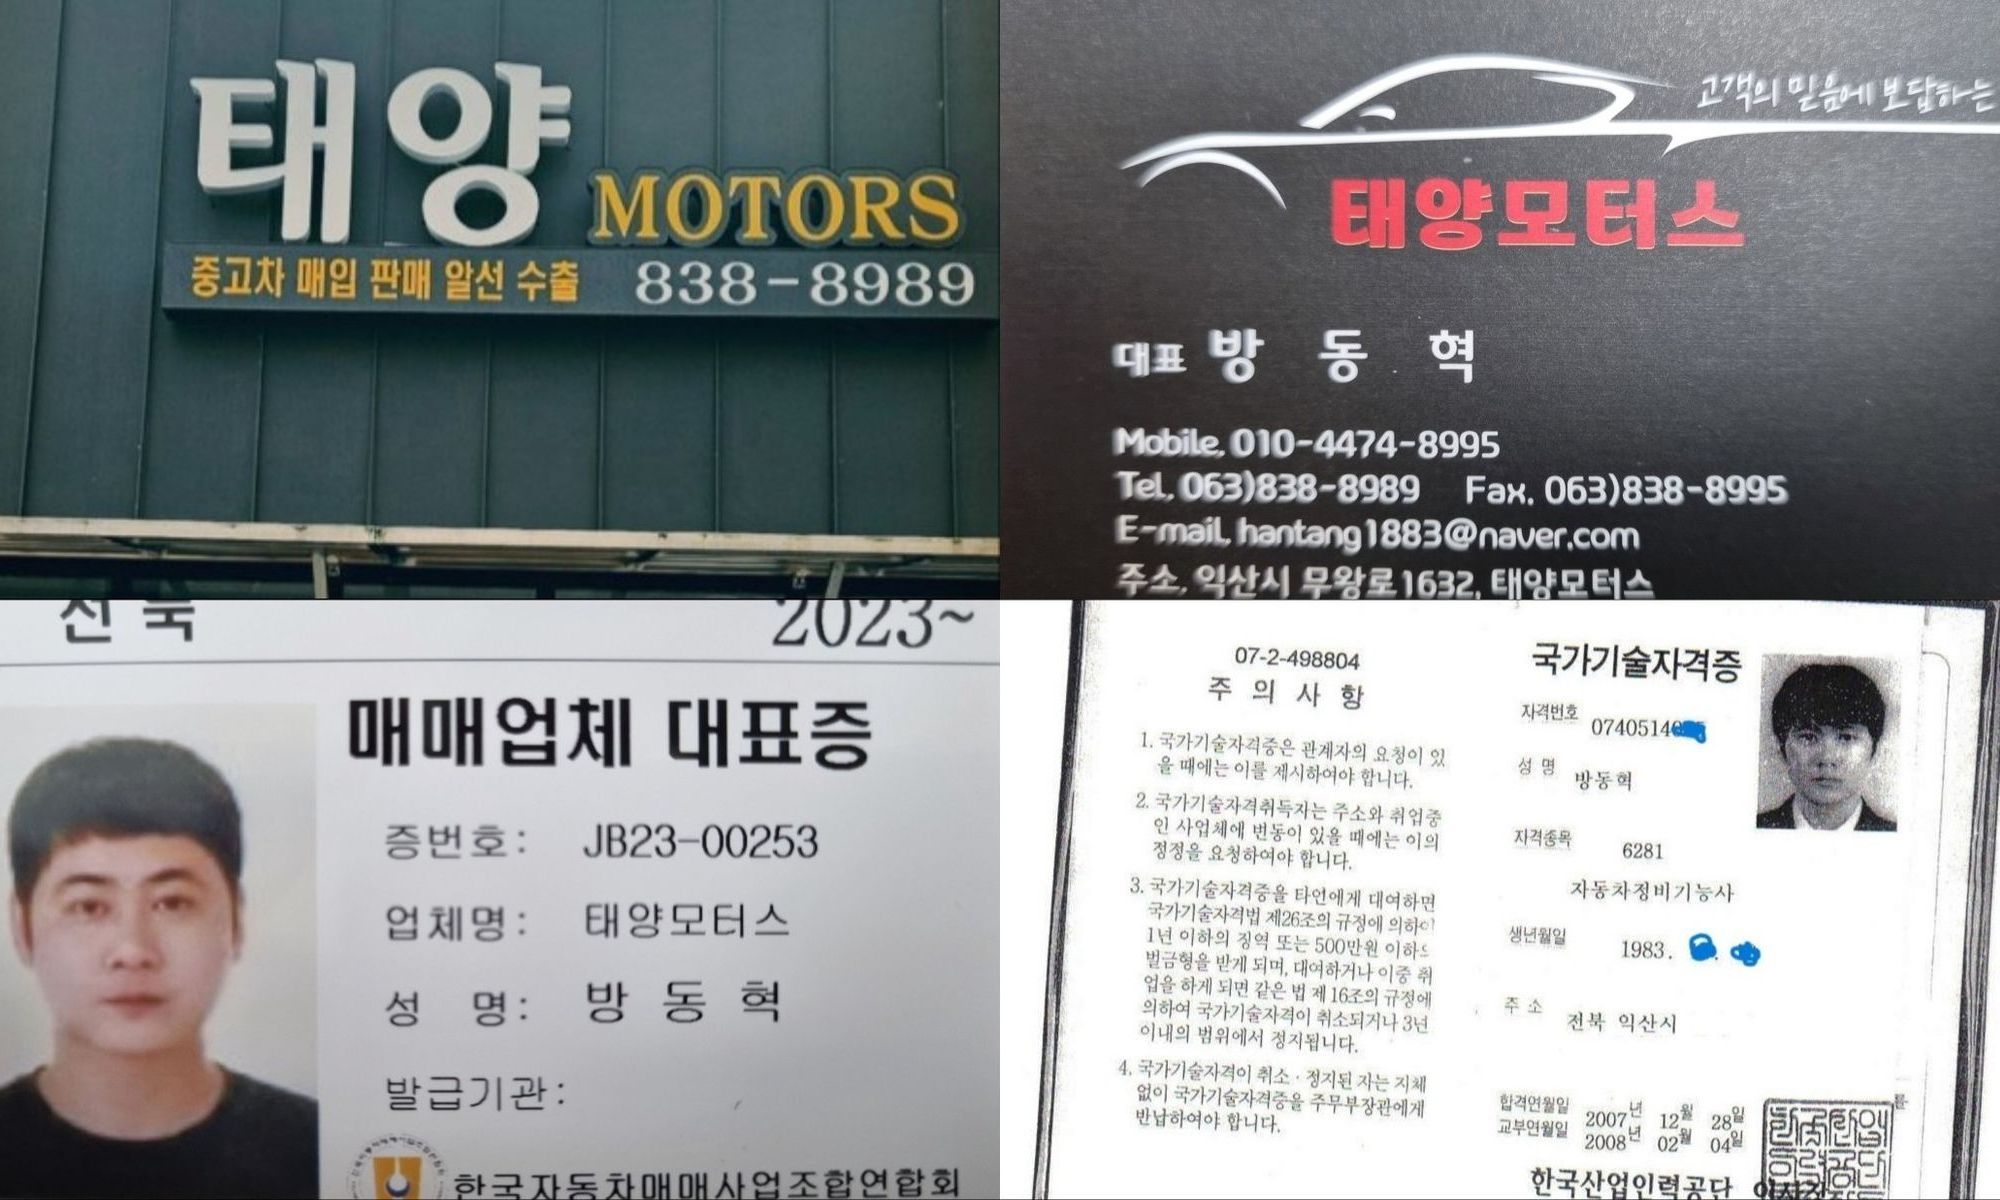 태양 MOTORS
중고차 매입 판매 알선 수출 838-8989
고객의 믿음에 보답하는
태양모터스
대표 방 동 혁
Mobile. 010-4474-8995
Tel. 063)838-8989 Fax. 063)838-8995
E-mail. hantang1883@naver.com
주소. 익산시 무왕로1632, 태양모터스
전 북 2023~
매매업체 대표증
증번호: JB23-00253
업체명: 태양모터스
성 명: 방 동 혁
발급기관:
한국자동차매매사업조합연합회
07-2-498804
주 의 사 항
1. 국가기술자격증은 관계자의 요청이 있
을 때에는 이를 제시하여야 합니다.
2. 국가기술자격취득자는 주소와 취업중
인 사업체에 변동이 있을 때에는 이의
정정을 요청하여야 합니다.
3. 국가기술자격증을 타인에게 대여하면
국가기술자격법 제26조의 규정에 의하여
1년 이하의 징역 또는 500만원 이하의
벌금형을 받게 되며, 대여하거나 이중 취
업을 하게 되면 같은 법 제16조의 규정에
의하여 국가기술자격이 취소되거나 3년
이내의 범위에서 정지됩니다.
4. 국가기술자격이 취소·정지된 자는 지체
없이 국가기술자격증을 주무부장관에게
반납하여야 합니다.
국가기술자격증
자격번호 0740514
성 명 방동혁
자격종목 6281
자동차정비기능사
생년월일 1983.
주 소 전북 익산시
합격연월일 2007년 12월 28일
교부연월일 2008년 02월 04일
한국산업인력공단